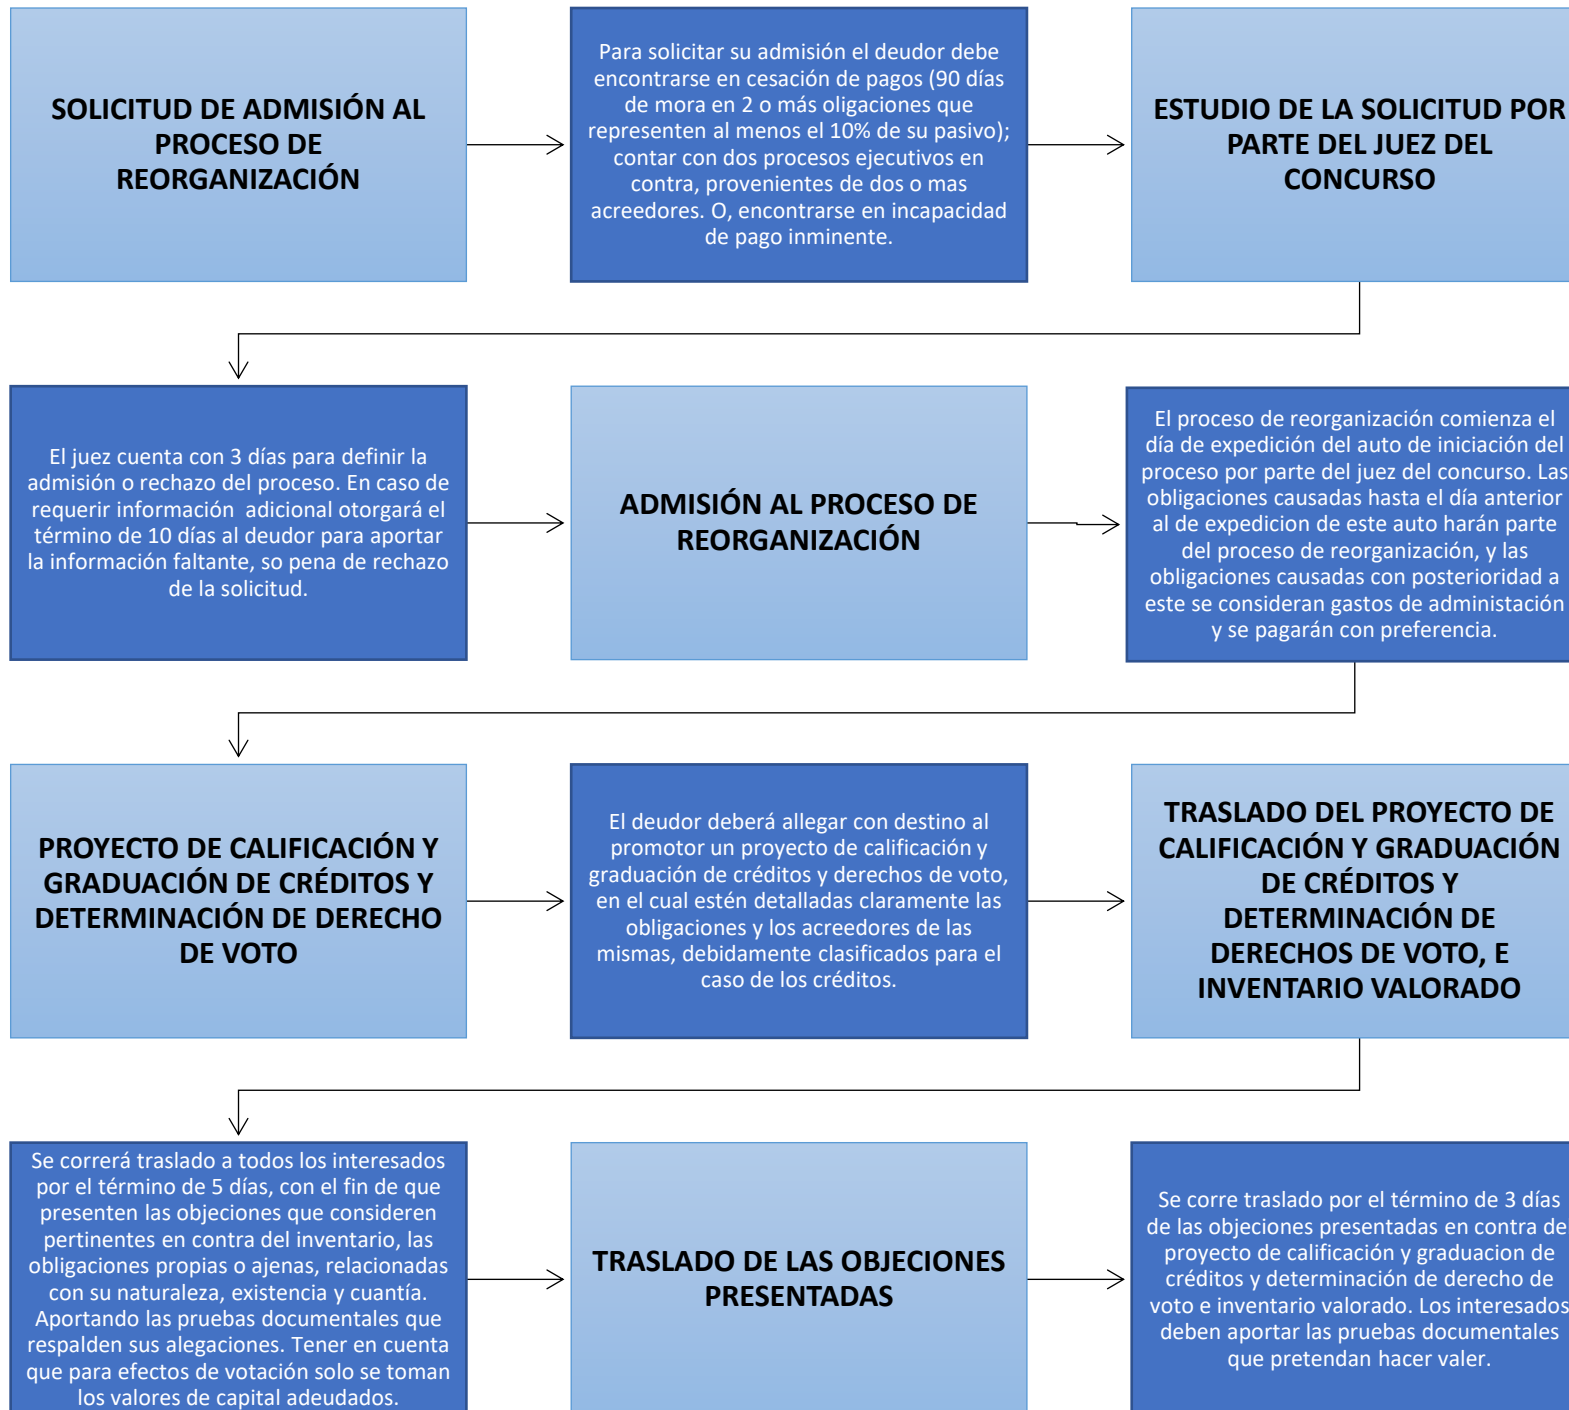 SOLICITUD DE ADMISIÓN AL
PROCESO DE
REORGANIZACIÓN
Para solicitar su admisión el deudor debe
encontrarse en cesación de pagos (90 días
de mora en 2 o más oligaciones que
representen al menos el 10% de su pasivo);
contar con dos procesos ejecutivos en
contra, provenientes de dos o mas
acreedores. O, encontrarse en incapacidad
de pago inminente.
ESTUDIO DE LA SOLICITUD POR
PARTE DEL JUEZ DEL
CONCURSO
El juez cuenta con 3 días para definir la
admisión o rechazo del proceso. En caso de
requerir información adicional otorgará el
término de 10 días al deudor para aportar
la información faltante, so pena de rechazo
de la solicitud.
ADMISIÓN AL PROCESO DE
REORGANIZACIÓN
El proceso de reorganización comienza el
día de expedición del auto de iniciación del
proceso por parte del juez del concurso. Las
obligaciones causadas hasta el día anterior
al de expedicion de este auto harán parte
del proceso de reorganización, y las
obligaciones causadas con posterioridad a
este se consideran gastos de administación
y se pagarán con preferencia.
PROYECTO DE CALIFICACIÓN Y
GRADUACIÓN DE CRÉDITOS Y
DETERMINACIÓN DE DERECHO
DE VOTO
El deudor deberá allegar con destino al
promotor un proyecto de calificación y
graduación de créditos y derechos de voto,
en el cual estén detalladas claramente las
obligaciones y los acreedores de las
mismas, debidamente clasificados para el
caso de los créditos.
TRASLADO DEL PROYECTO DE
CALIFICACIÓN Y GRADUACIÓN
DE CRÉDITOS Y
DETERMINACIÓN DE
DERECHOS DE VOTO, E
INVENTARIO VALORADO
Se correrá traslado a todos los interesados
por el término de 5 días, con el fin de que
presenten las objeciones que consideren
pertinentes en contra del inventario, las
obligaciones propias o ajenas, relacionadas
con su naturaleza, existencia y cuantía.
Aportando las pruebas documentales que
respalden sus alegaciones. Tener en cuenta
que para efectos de votación solo se toman
los valores de capital adeudados.
TRASLADO DE LAS OBJECIONES
PRESENTADAS
Se corre traslado por el término de 3 días
de las objeciones presentadas en contra de
proyecto de calificación y graduacion de
créditos y determinación de derecho de
voto e inventario valorado. Los interesados
deben aportar las pruebas documentales
que pretendan hacer valer.